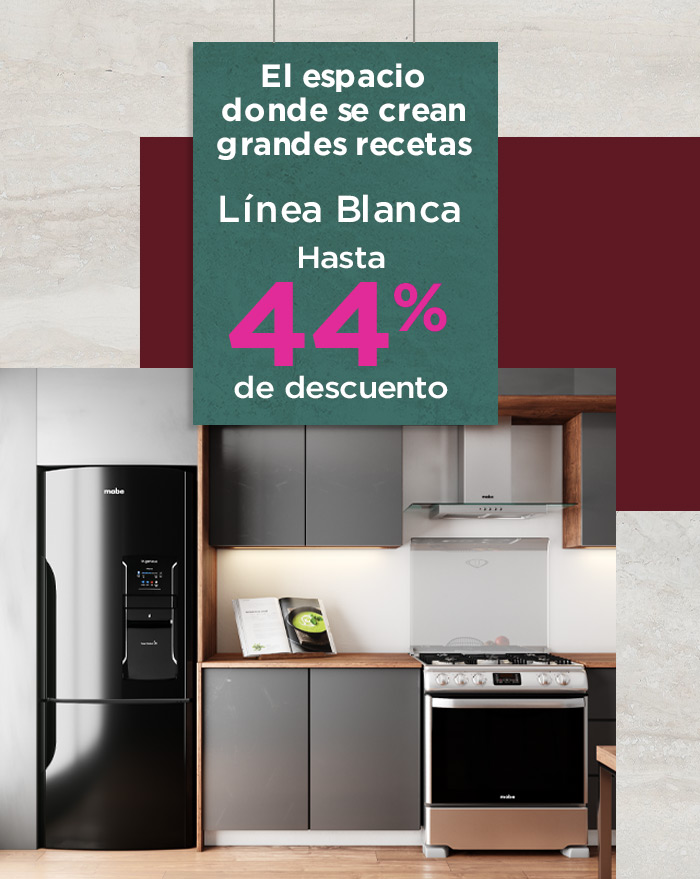 El espacio
donde se crean
grandes recetas
Línea Blanca
Hasta
44%
de descuento
mabe
mabe
mabe